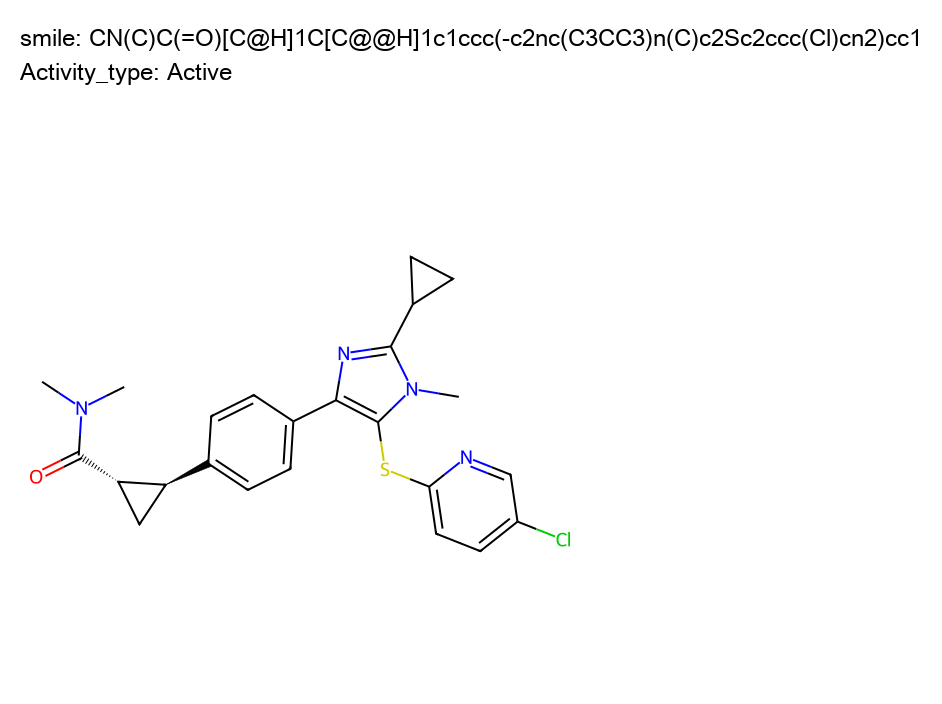 smile: CN(C)C(=O)[C@H]1C[C@@H]1c1ccc(-c2nc(C3CC3)n(C)c2Sc2ccc(Cl)cn2)cc1
Activity_type: Active
N
N
N
N
O
S
Cl